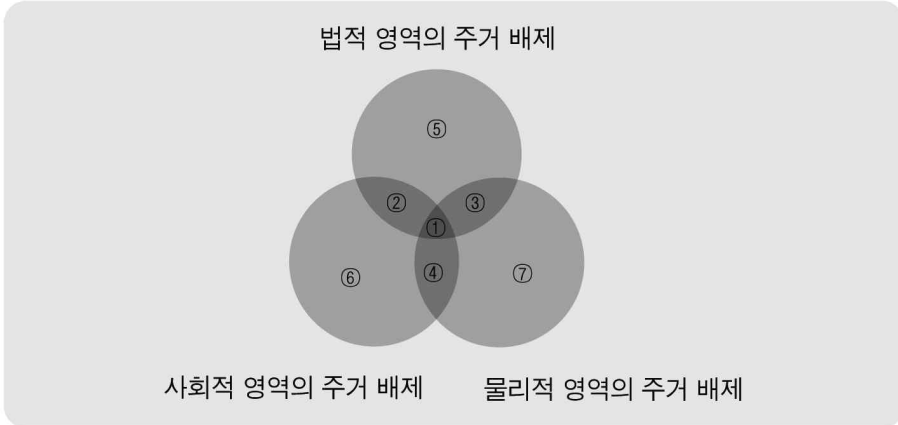 법적 영역의 주거 배제
⑤
② ③
①
⑥ ④ ⑦
사회적 영역의 주거 배제 물리적 영역의 주거 배제